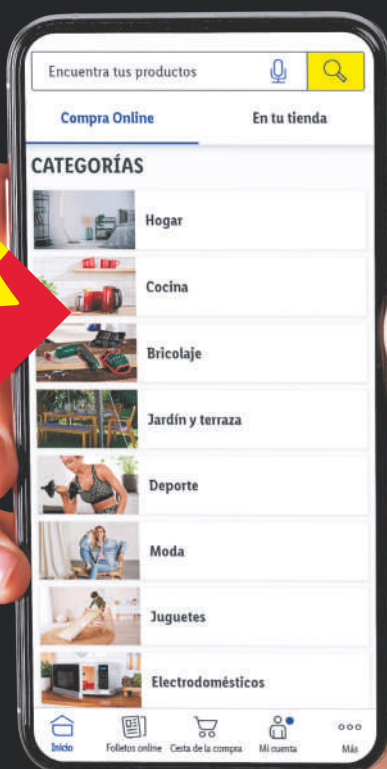 Encuentra tus productos
Compra Online
En tu tienda
CATEGORÍAS
Hogar
Cocina
Bricolaje
Jardín y terraza
Deporte
Moda
Juguetes
Electrodomésticos
Inicio
Folletos online
Cesta de la compra
Mi cuenta
Más